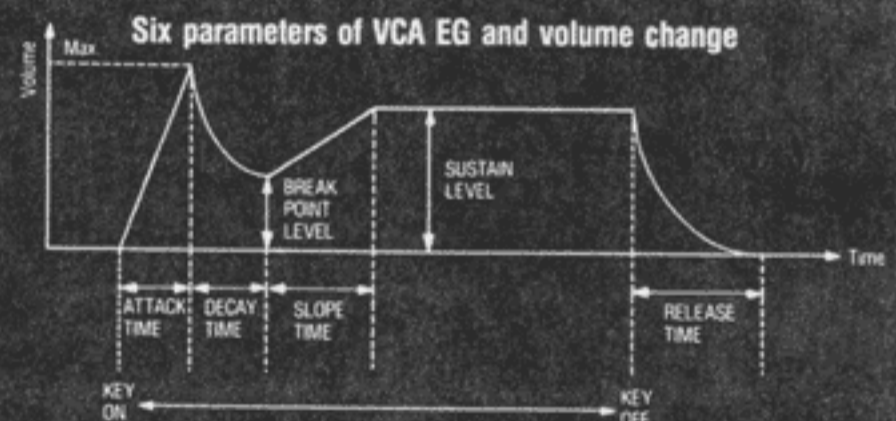 Six parameters of VCA EG and volume change
Volume
Max.
BREAK
POINT
LEVEL
SUSTAIN
LEVEL
Time
ATTACK
TIME
DECAY
TIME
SLOPE
TIME
RELEASE
TIME
KEY
ON
KEY
OFF